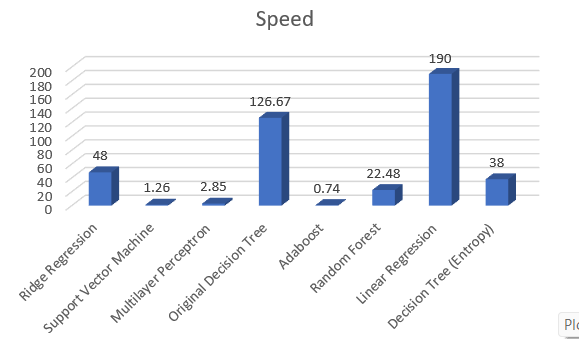 Speed
200
180
160
140
120
100
80
60
40
20
0
48
1.26
2.85
126.67
0.74
22.48
190
38
Ridge Regression
Support Vector Machine
Multilayer Perceptron
Original Decision Tree
Adaboost
Random Forest
Linear Regression
Decision Tree (Entropy)